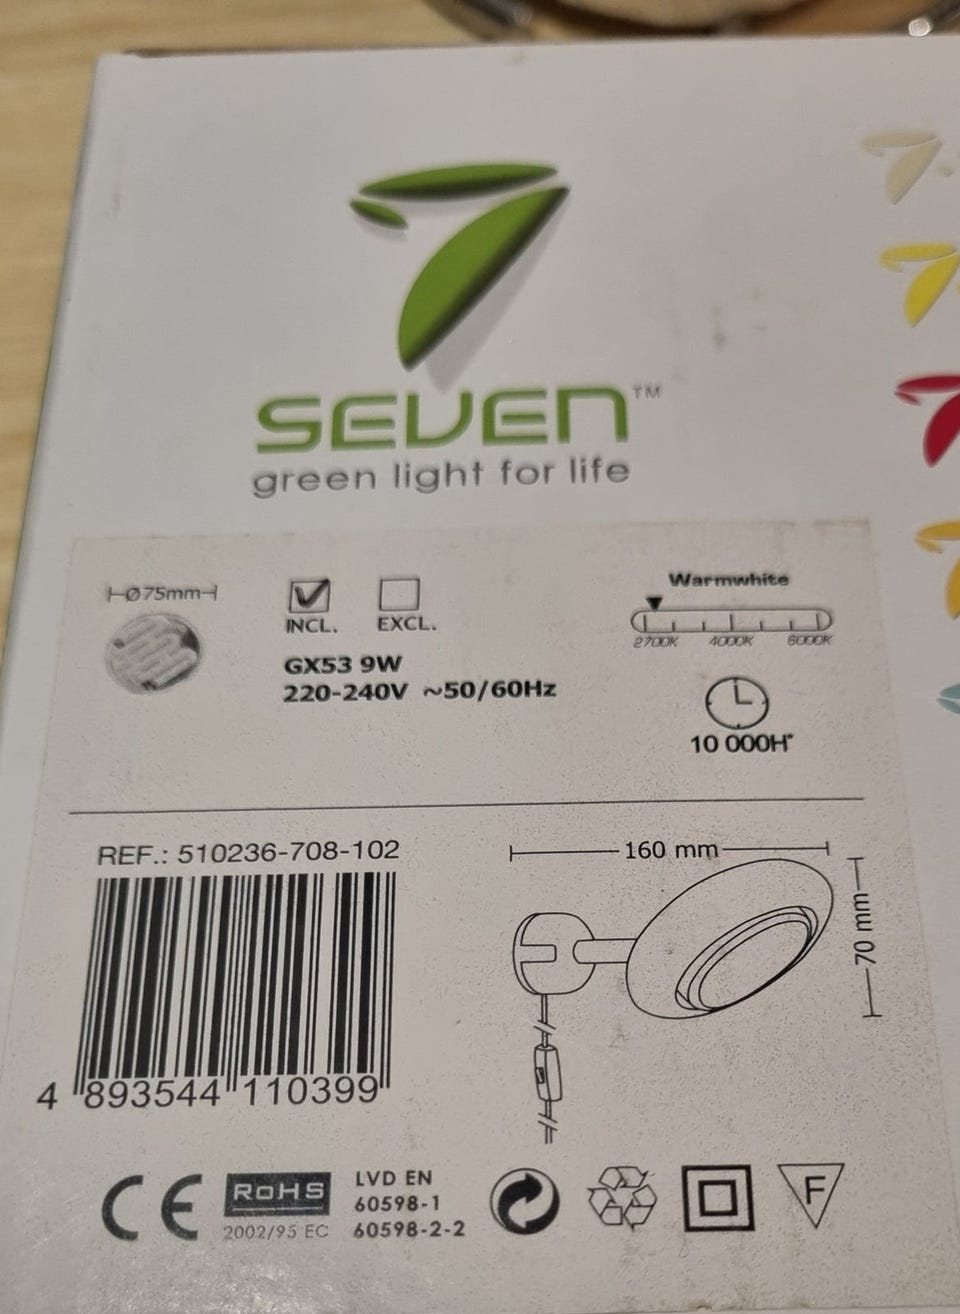 SEVEN™
green light for life
Ø75mm
INCL.
EXCL.
GX53 9W
220-240V ~50/60Hz
Warmwhite
2700K 4000K 6000K
10 000H*
REF.: 510236-708-102
4 893544 110399
160 mm
70 mm
CE
RoHS
2002/95 EC
LVD EN
60598-1
60598-2-2
F